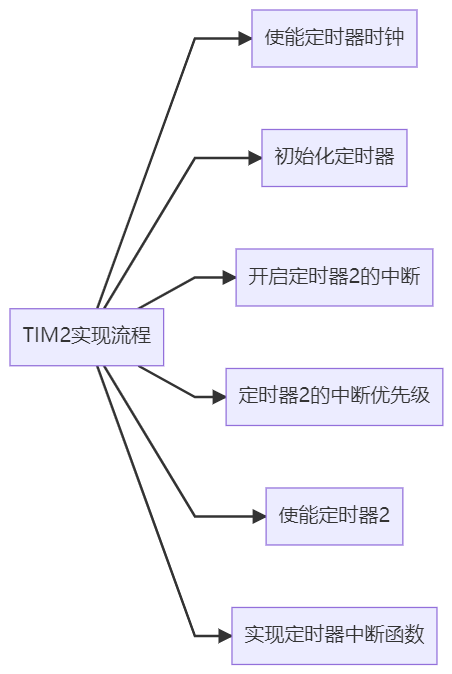 使能定时器时钟
初始化定时器
开启定时器2的中断
TIM2实现流程
定时器2的中断优先级
使能定时器2
实现定时器中断函数